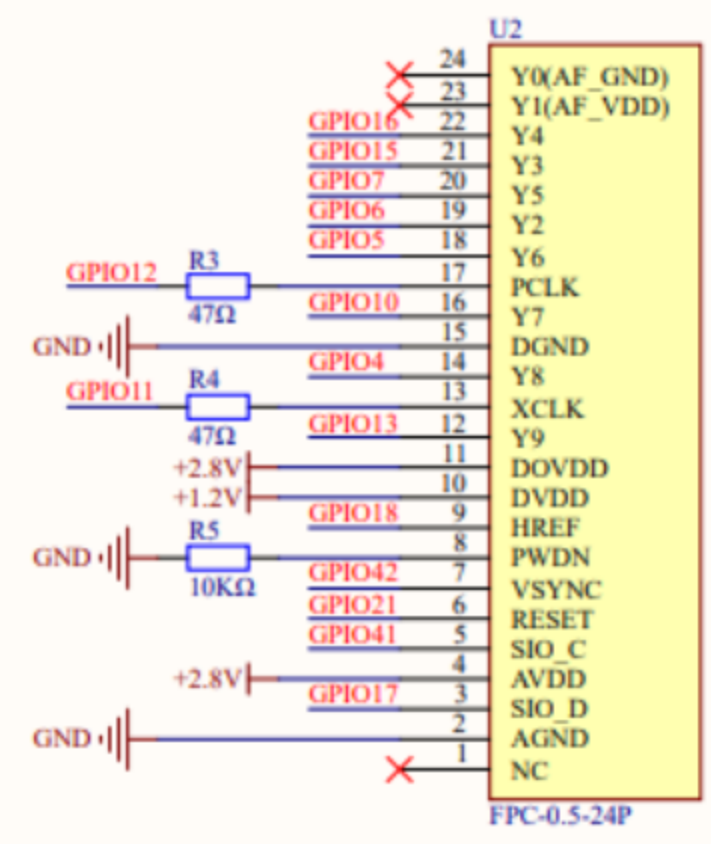 U2
24 Y0(AF_GND)
23 Y1(AF_VDD)
GPIO16 22 Y4
GPIO15 21 Y3
GPIO7 20 Y5
GPIO6 19 Y2
GPIO5 18 Y6
R3
GPIO12 17 PCLK
47Ω
GPIO10 16 Y7
GND 15 DGND
GPIO4 14 Y8
R4
GPIO11 13 XCLK
47Ω
GPIO13 12 Y9
+2.8V 11 DOVDD
+1.2V 10 DVDD
GPIO18 9 HREF
R5
GND 8 PWDN
10KΩ
GPIO42 7 VSYNC
GPIO21 6 RESET
GPIO41 5 SIO_C
+2.8V 4 AVDD
GPIO17 3 SIO_D
GND 2 AGND
1 NC
FPC-0.5-24P